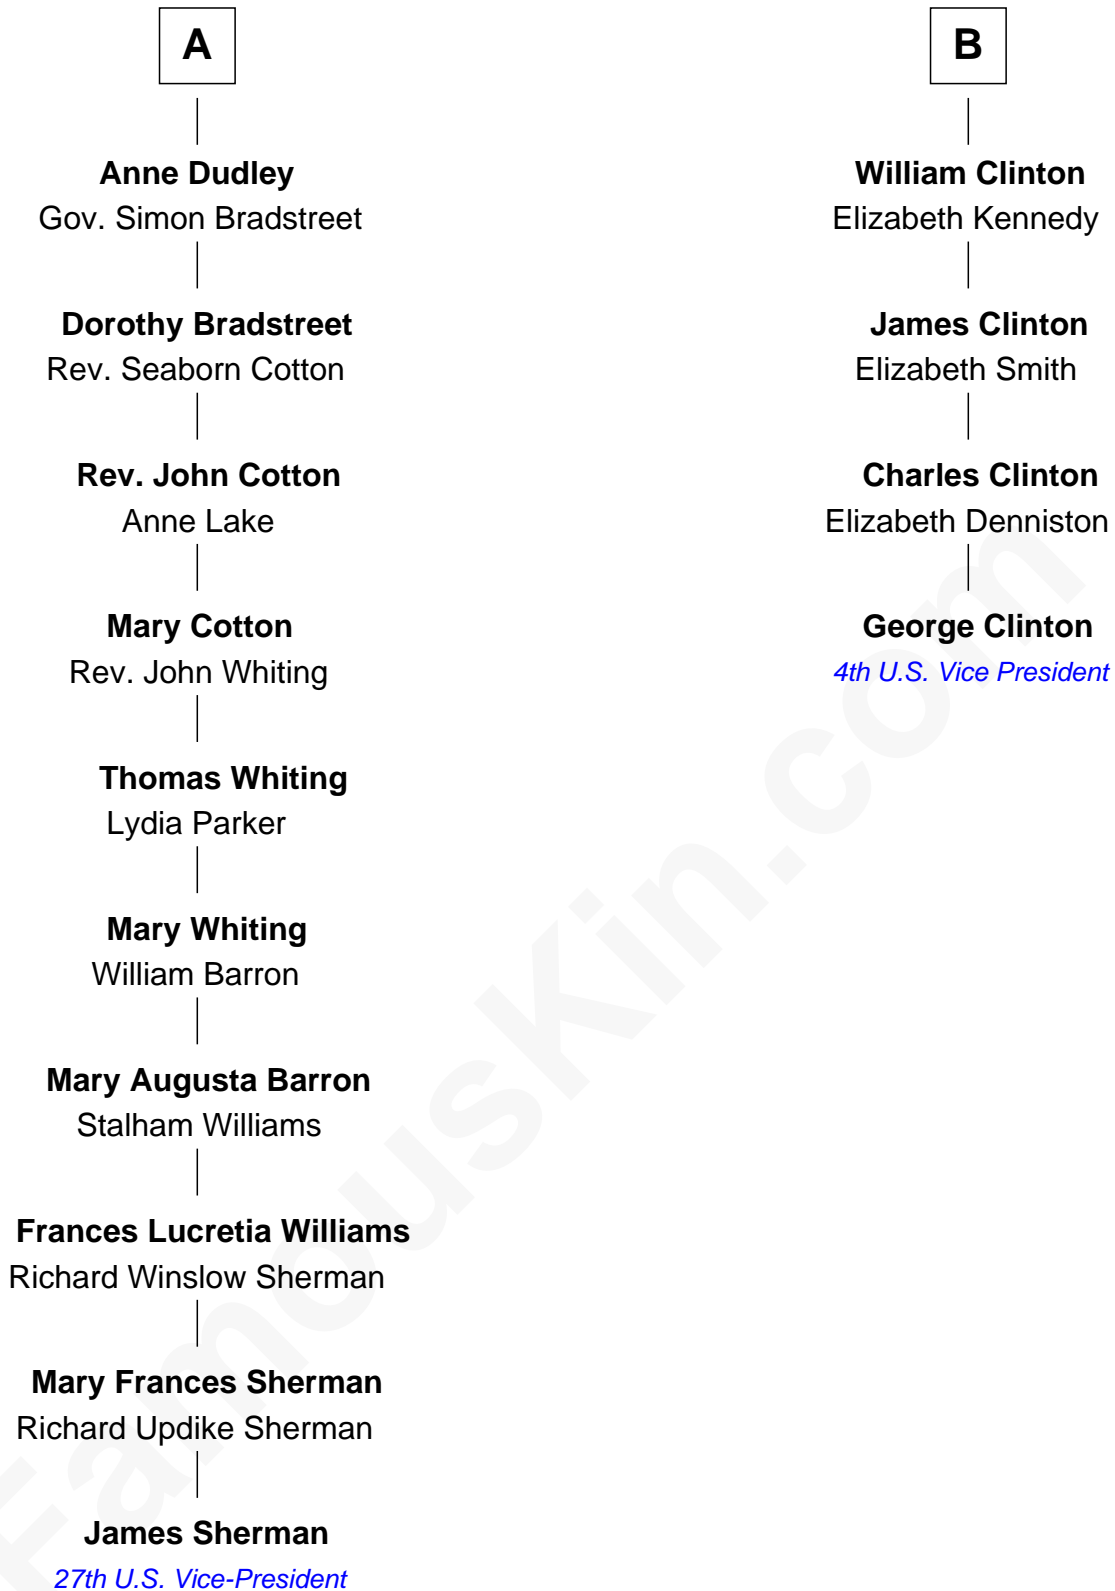 A
Anne Dudley
Gov. Simon Bradstreet
Dorothy Bradstreet
Rev. Seaborn Cotton
Rev. John Cotton
Anne Lake
Mary Cotton
Rev. John Whiting
Thomas Whiting
Lydia Parker
Mary Whiting
William Barron
Mary Augusta Barron
Stalham Williams
Frances Lucretia Williams
Richard Winslow Sherman
Mary Frances Sherman
Richard Updike Sherman
James Sherman
27th U.S. Vice-President
B
William Clinton
Elizabeth Kennedy
James Clinton
Elizabeth Smith
Charles Clinton
Elizabeth Denniston
George Clinton
4th U.S. Vice President
FamousKin.com